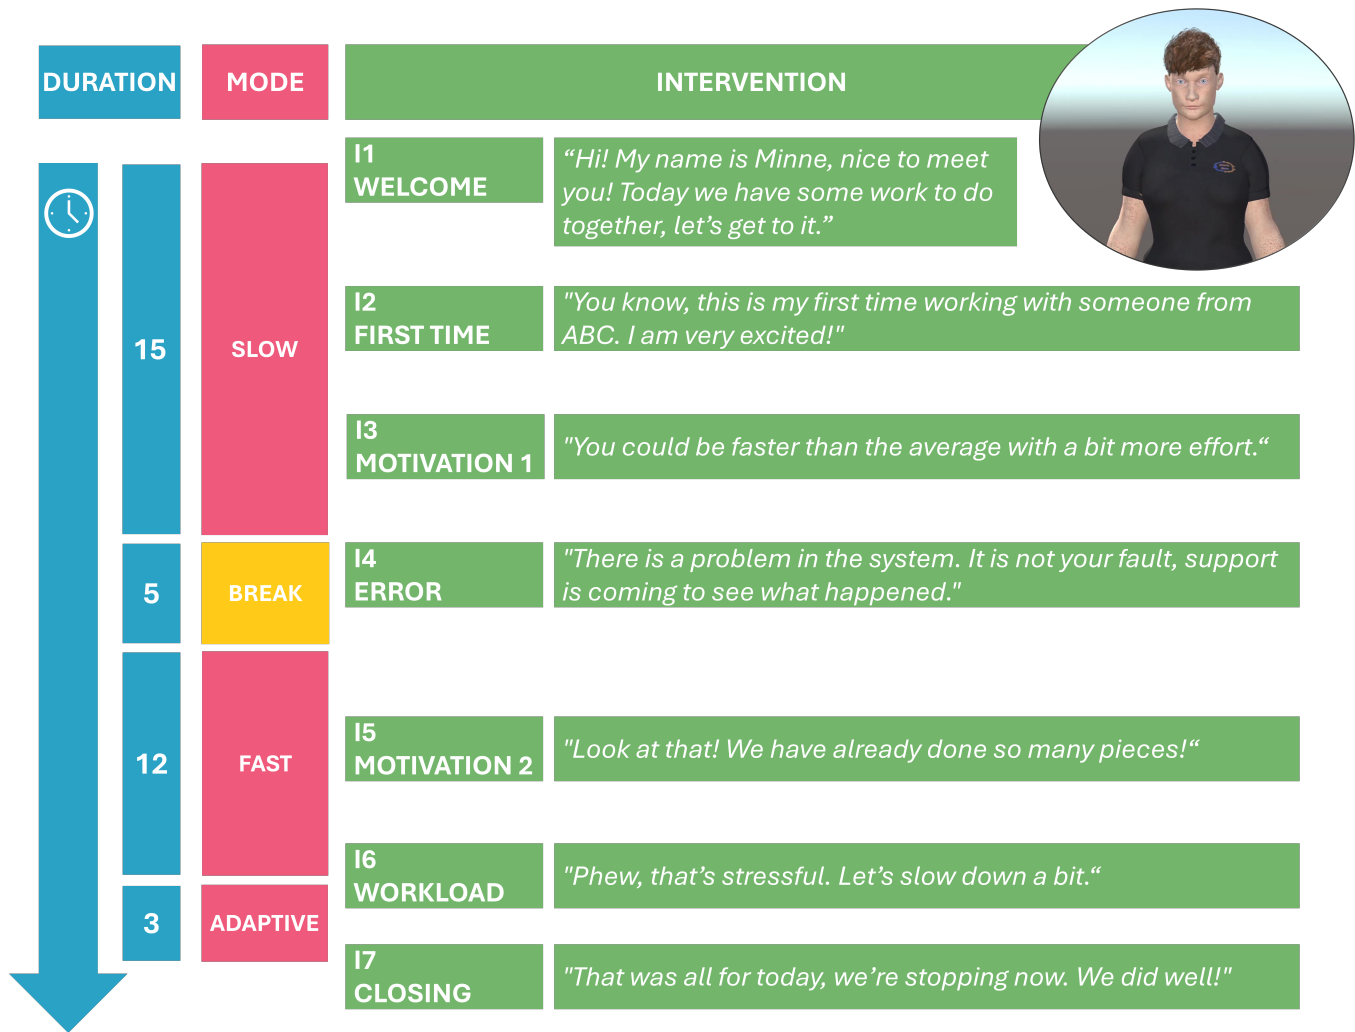 DURATION
MODE
INTERVENTION
I1
WELCOME
“Hi! My name is Minne, nice to meet
you! Today we have some work to do
together, let’s get to it.”
15
SLOW
I2
FIRST TIME
"You know, this is my first time working with someone from
ABC. I am very excited!"
I3
MOTIVATION 1
"You could be faster than the average with a bit more effort.“
5
BREAK
I4
ERROR
"There is a problem in the system. It is not your fault, support
is coming to see what happened."
12
FAST
I5
MOTIVATION 2
"Look at that! We have already done so many pieces!“
I6
WORKLOAD
"Phew, that’s stressful. Let’s slow down a bit.“
3
ADAPTIVE
I7
CLOSING
"That was all for today, we’re stopping now. We did well!"